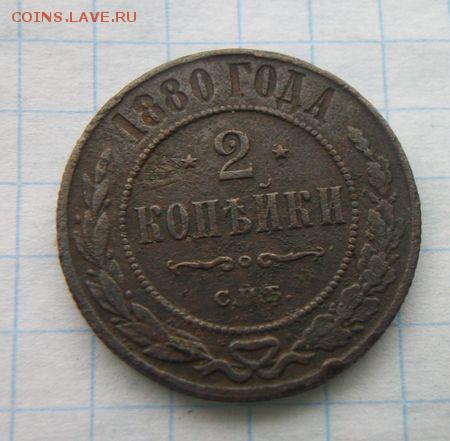 COINS.LAVE.RU
1880 ГОДА
2
КОПѢЙКИ
С.П.Б.